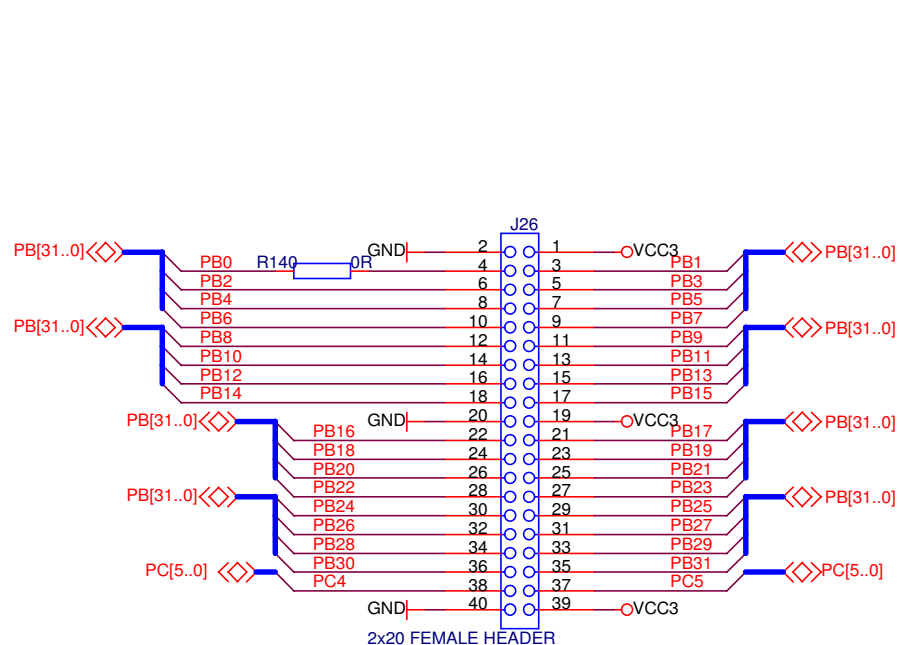 J26
PB[31..0] GND 2 1 VCC3 PB[31..0]
PB0 R140 0R 4 3 PB1
PB2 6 5 PB3
PB4 8 7 PB5
PB[31..0] PB6 10 9 PB7 PB[31..0]
PB8 12 11 PB9
PB10 14 13 PB11
PB12 16 15 PB13
PB14 18 17 PB15
PB[31..0] GND 20 19 VCC3 PB[31..0]
PB16 22 21 PB17
PB18 24 23 PB19
PB20 26 25 PB21
PB[31..0] PB22 28 27 PB23 PB[31..0]
PB24 30 29 PB25
PB26 32 31 PB27
PB28 34 33 PB29
PC[5..0] PB30 36 35 PB31 PC[5..0]
PC4 38 37 PC5
GND 40 39 VCC3
2x20 FEMALE HEADER